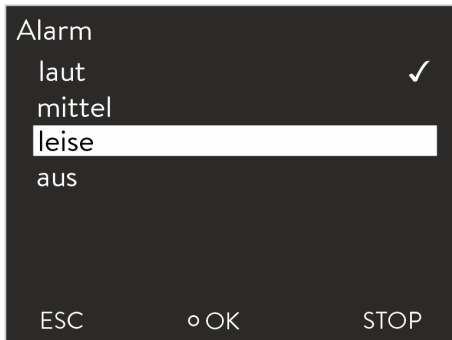 Alarm
laut ✓
mittel
leise
aus
ESC OK STOP